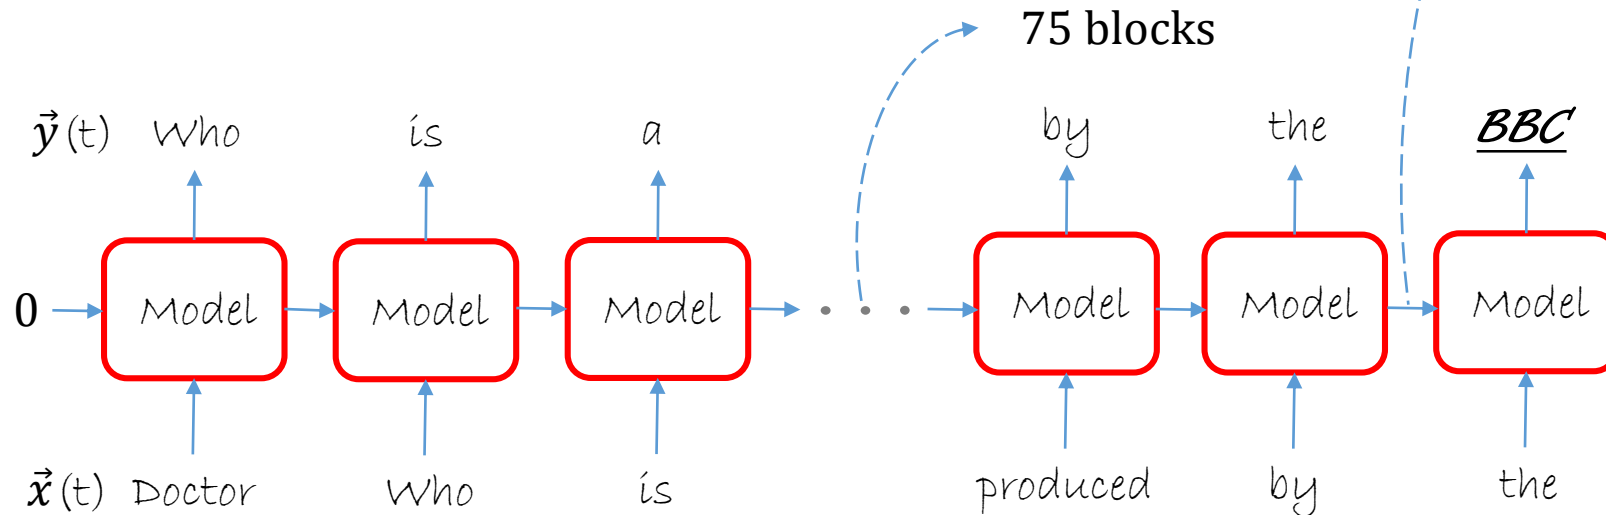 75 blocks
y⃗(t) Who is a by the BBC
0 Model Model Model . . . Model Model Model
x⃗(t) Doctor Who is produced by the